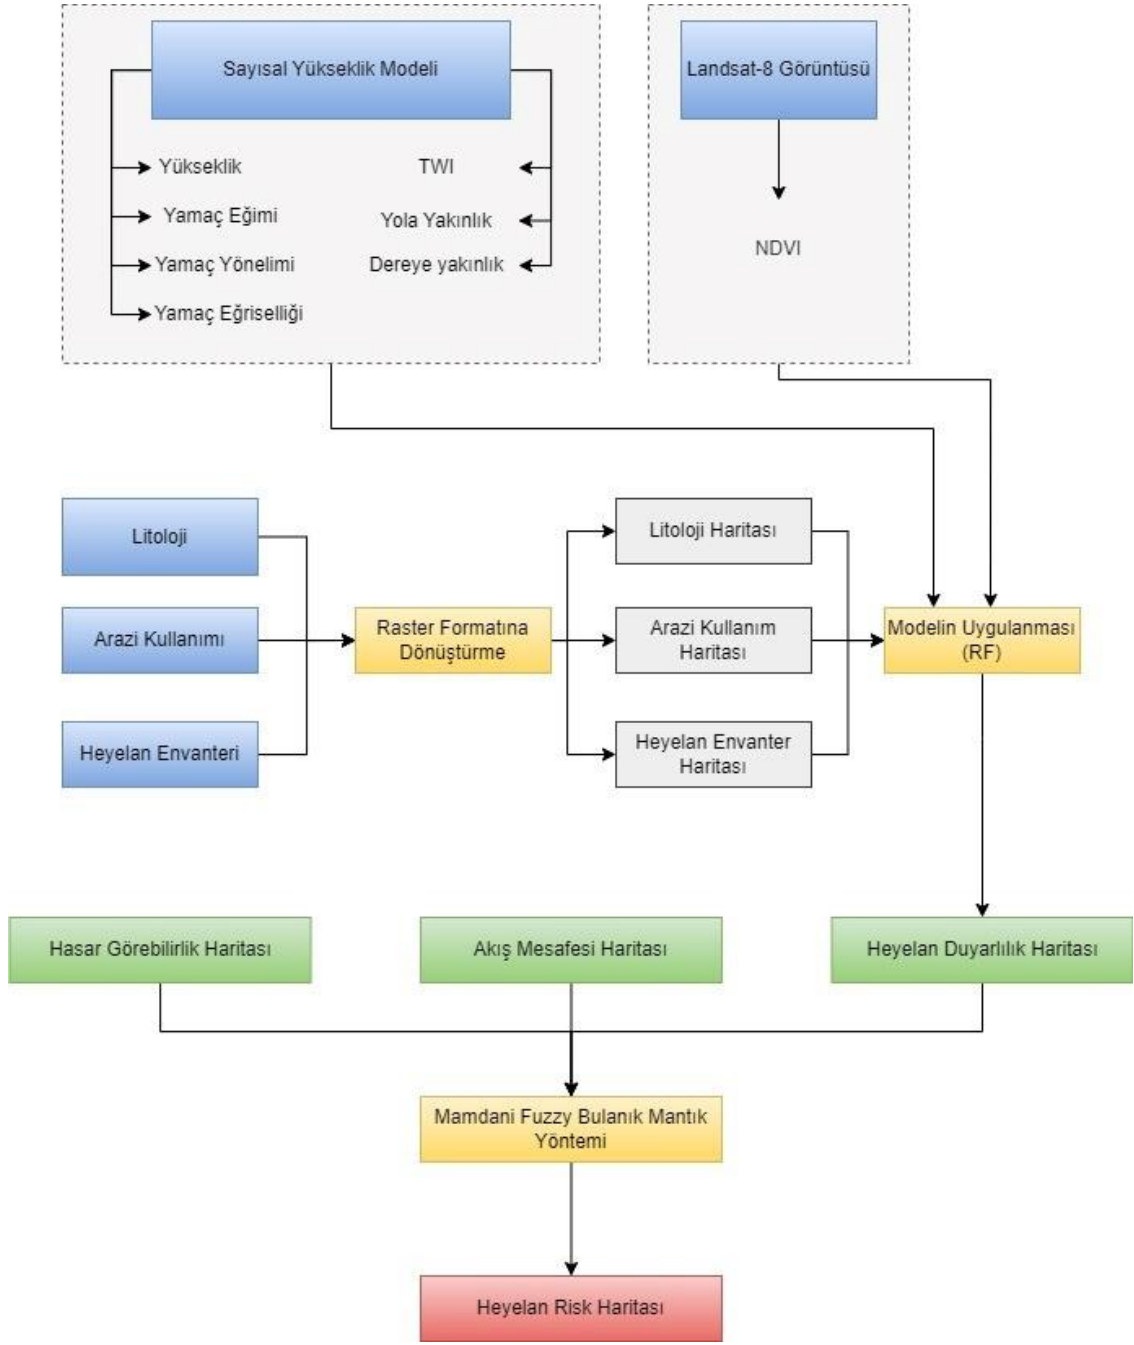 Sayısal Yükseklik Modeli
Landsat-8 Görüntüsü
Yükseklik
TWI
Yamaç Eğimi
Yola Yakınlık
NDVI
Yamaç Yönelimi
Dereye yakınlık
Yamaç Eğriselliği
Litoloji
Litoloji Haritası
Arazi Kullanımı
Raster Formatına
Dönüştürme
Arazi Kullanım
Haritası
Modelin Uygulanması
(RF)
Heyelan Envanteri
Heyelan Envanter
Haritası
Hasar Görebilirlik Haritası
Akış Mesafesi Haritası
Heyelan Duyarlılık Haritası
Mamdani Fuzzy Bulanık Mantık
Yöntemi
Heyelan Risk Haritası